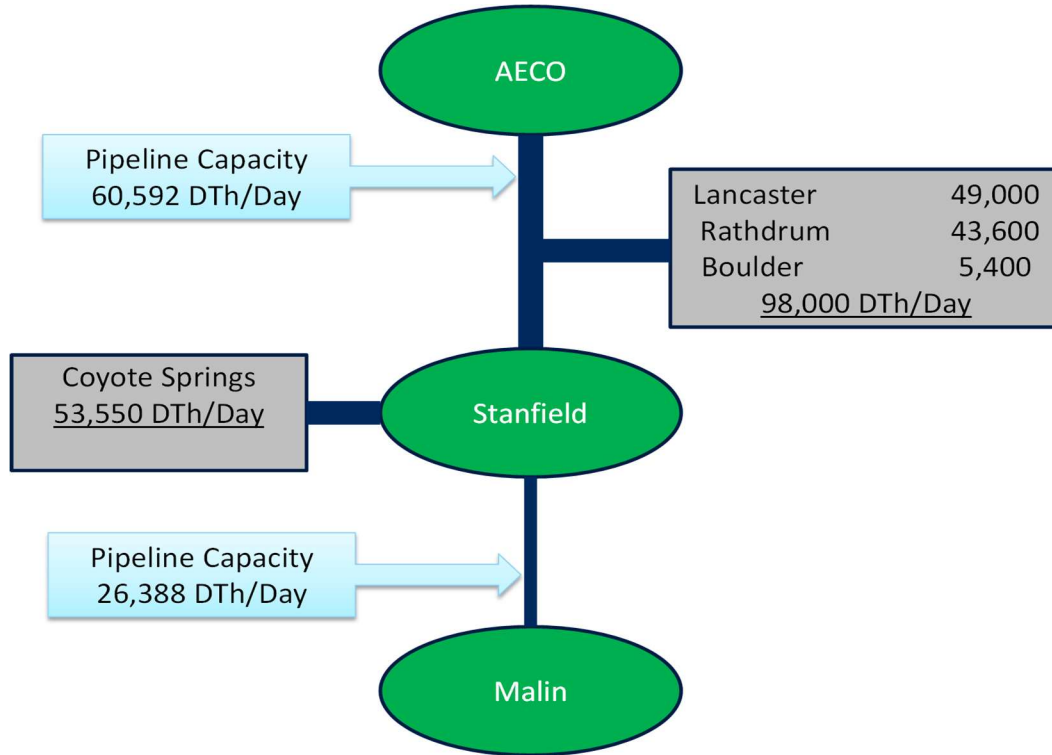 AECO
Pipeline Capacity
60,592 DTh/Day
Lancaster 49,000
Rathdrum 43,600
Boulder 5,400
98,000 DTh/Day
Coyote Springs
53,550 DTh/Day
Stanfield
Pipeline Capacity
26,388 DTh/Day
Malin